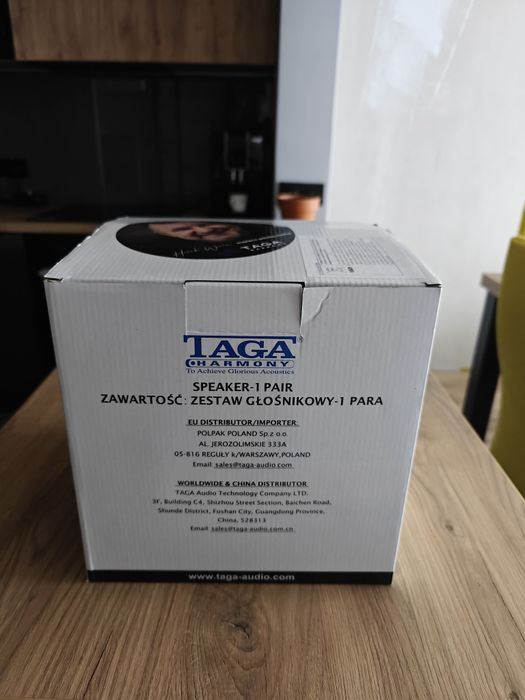 TAGA
TAGA
HARMONY
To Achieve Glorious Acoustics
SPEAKER-1 PAIR
ZAWARTOŚĆ: ZESTAW GŁOŚNIKOWY-1 PARA
EU DISTRIBUTOR/IMPORTER:
POLPAK POLAND Sp.z o.o.
AL. JEROZOLIMSKIE 333A
05-816 REGUŁY k/WARSZAWY,POLAND
Email: sales@taga-audio.com
WORLDWIDE & CHINA DISTRIBUTOR
TAGA Audio Technology Company LTD.
3F, Building C4, Shizhou Street Section, Baichen Road,
Shunde District, Foshan City, Guangdong Province,
China, 528313
Email: sales@taga-audio.com.cn
www.taga-audio.com